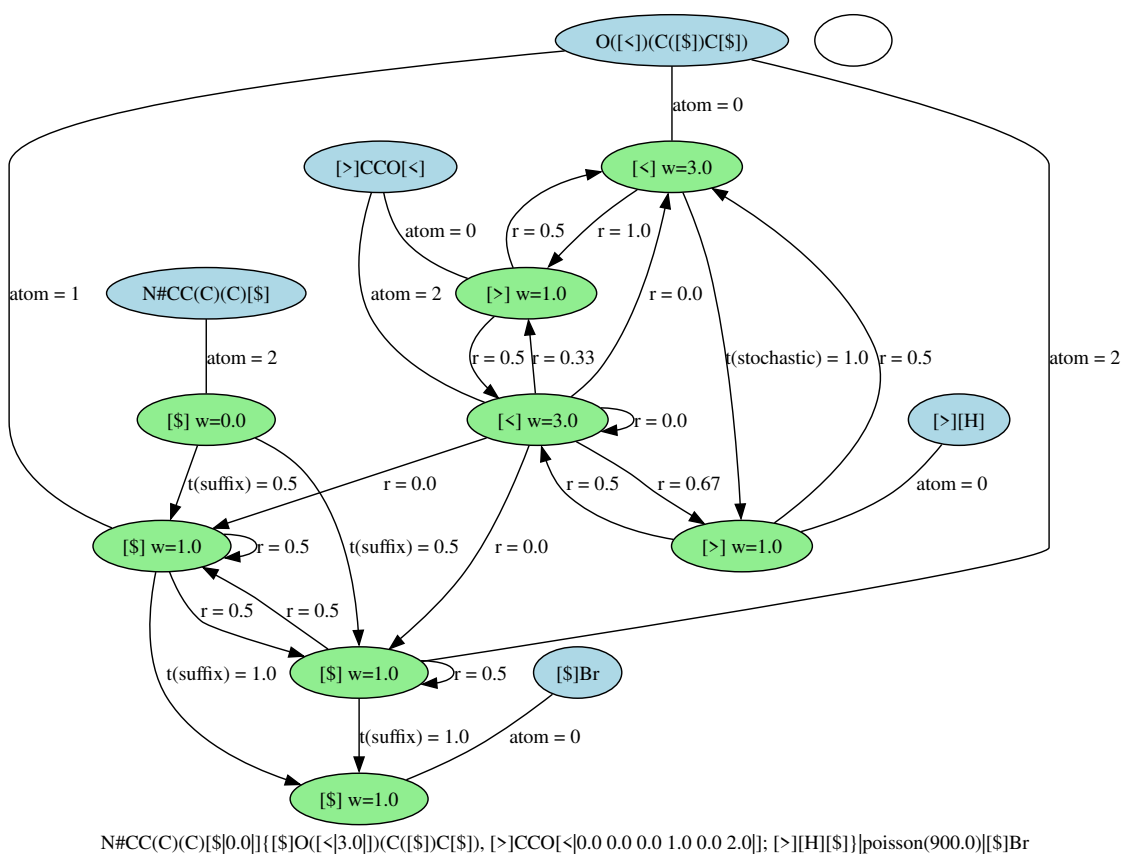 O([<])(C([$])C[$])
atom = 0
[>]CCO[<]
[<] w=3.0
atom = 0
r = 0.5
r = 1.0
atom = 1
N#CC(C)(C)[$]
atom = 2
[>] w=1.0
r = 0.0
atom = 2
r = 0.5
r = 0.33
t(stochastic) = 1.0
r = 0.5
atom = 2
[$] w=0.0
[<] w=3.0
r = 0.0
[>][H]
t(suffix) = 0.5
r = 0.0
r = 0.5
r = 0.67
atom = 0
[$] w=1.0
r = 0.5
t(suffix) = 0.5
r = 0.0
[>] w=1.0
r = 0.5
r = 0.5
t(suffix) = 1.0
[$] w=1.0
r = 0.5
[$]Br
t(suffix) = 1.0
atom = 0
[$] w=1.0
N#CC(C)(C)[$|0.0|]{[$]O([<|3.0|])(C([$])C[$]), [>]CCO[<|0.0 0.0 0.0 1.0 0.0 2.0|]; [>][H][$]}|poisson(900.0)|[$]Br